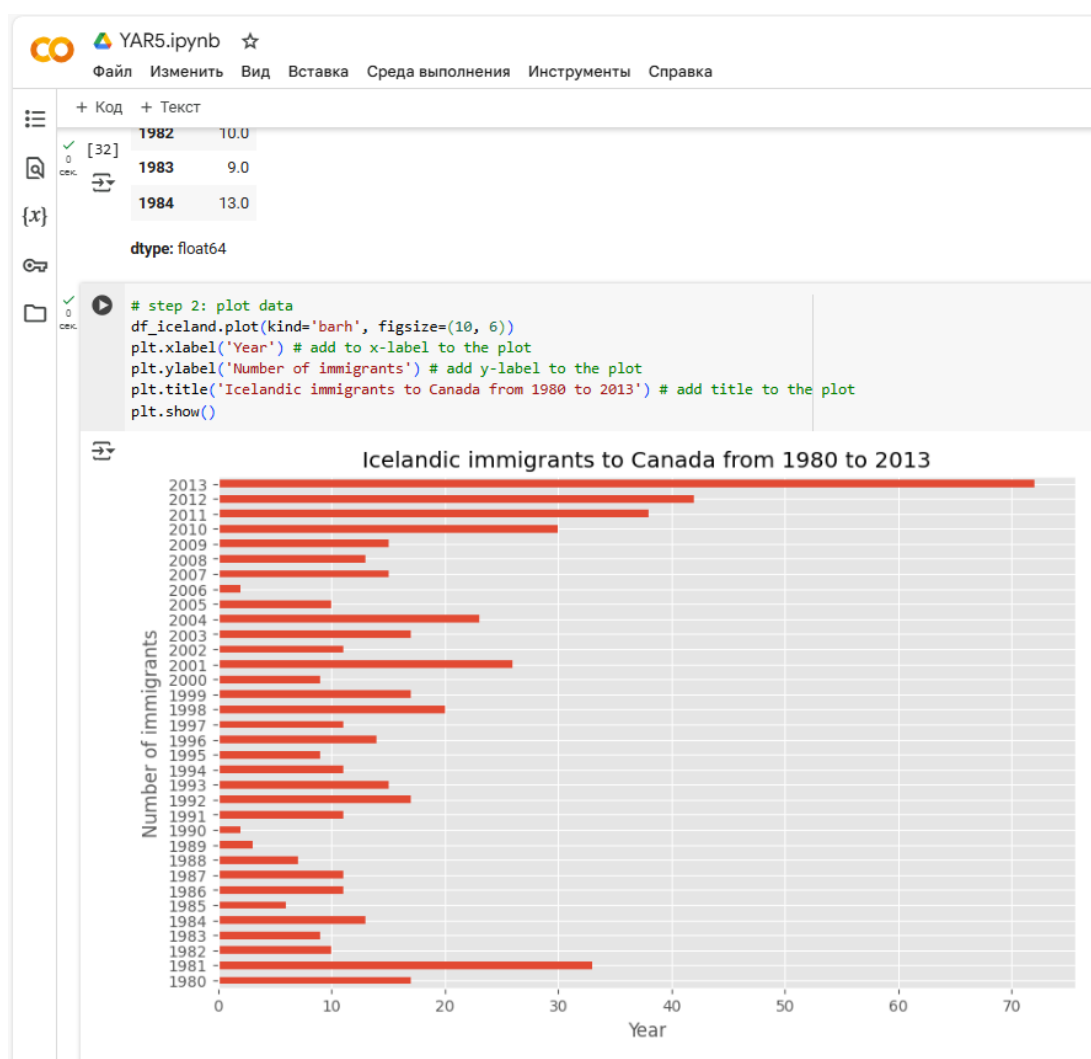 YAR5.ipynb
Файл Изменить Вид Вставка Среда выполнения Инструменты Справка
+ Код + Текст
1982 10.0
[32]
0
сек.
1983 9.0
1984 13.0
{x}
dtype: float64
0
сек.
# step 2: plot data
df_iceland.plot(kind='barh', figsize=(10, 6))
plt.xlabel('Year') # add to x-label to the plot
plt.ylabel('Number of immigrants') # add y-label to the plot
plt.title('Icelandic immigrants to Canada from 1980 to 2013') # add title to the plot
plt.show()
Icelandic immigrants to Canada from 1980 to 2013
2013
2012
2011
2010
2009
2008
2007
2006
2005
2004
2003
2002
2001
2000
1999
1998
1997
1996
1995
1994
1993
1992
1991
1990
1989
1988
1987
1986
1985
1984
1983
1982
1981
1980
Number of immigrants
0 10 20 30 40 50 60 70
Year